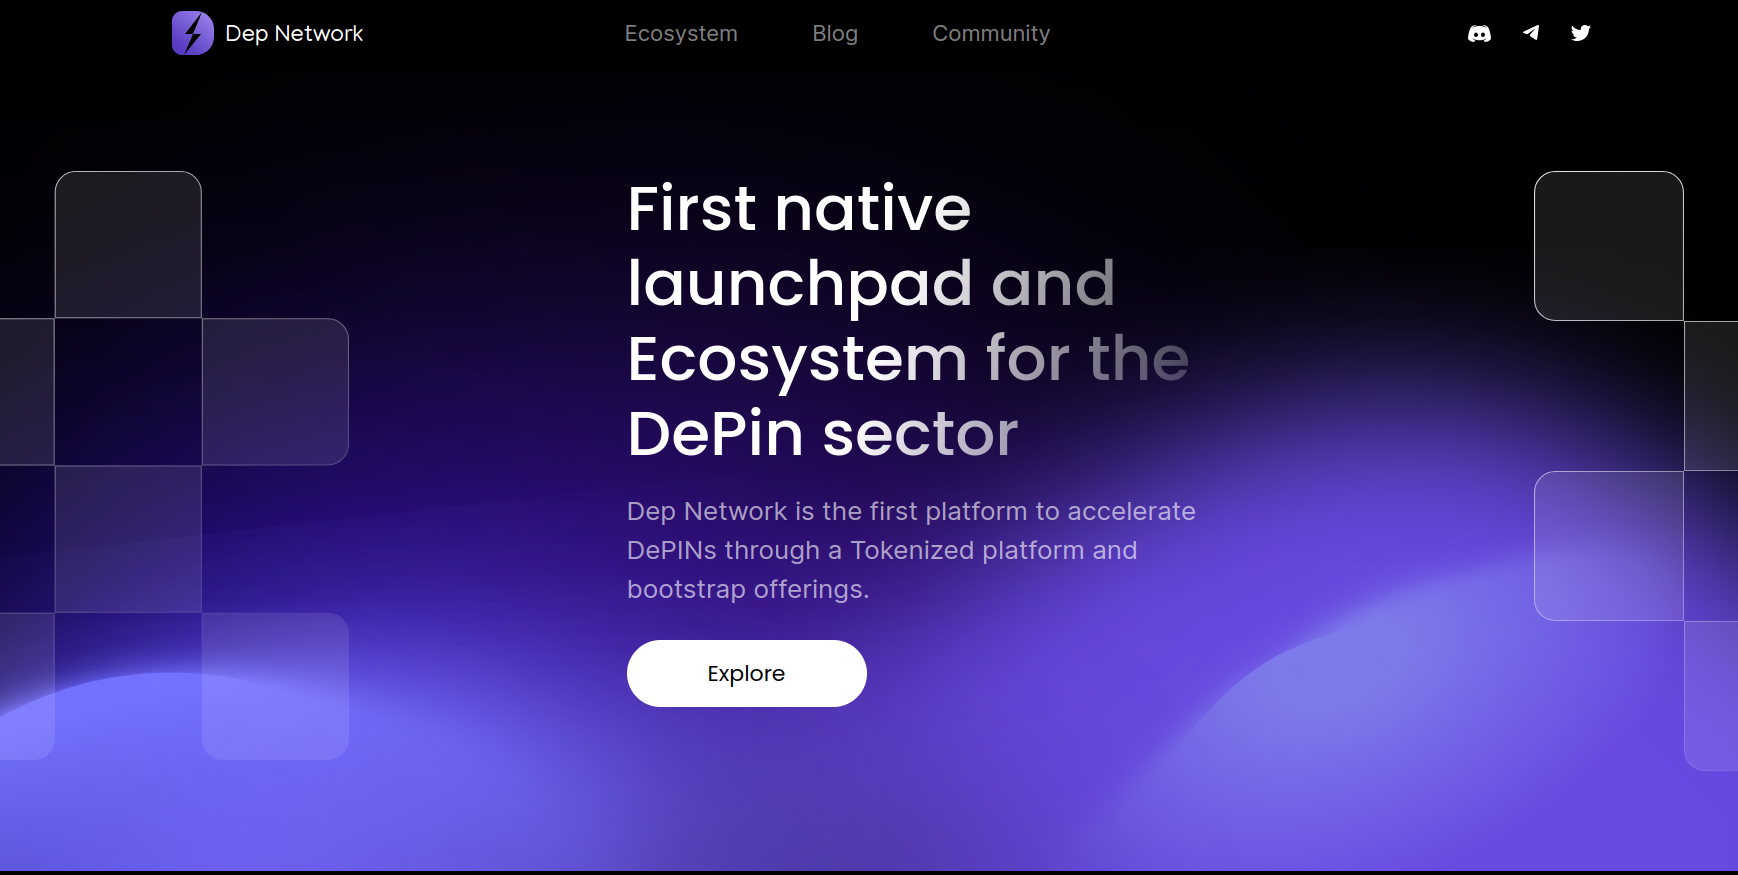 Dep Network
Ecosystem
Blog
Community
First native
launchpad and
Ecosystem for the
DePin sector
Dep Network is the first platform to accelerate
DePINs through a Tokenized platform and
bootstrap offerings.
Explore